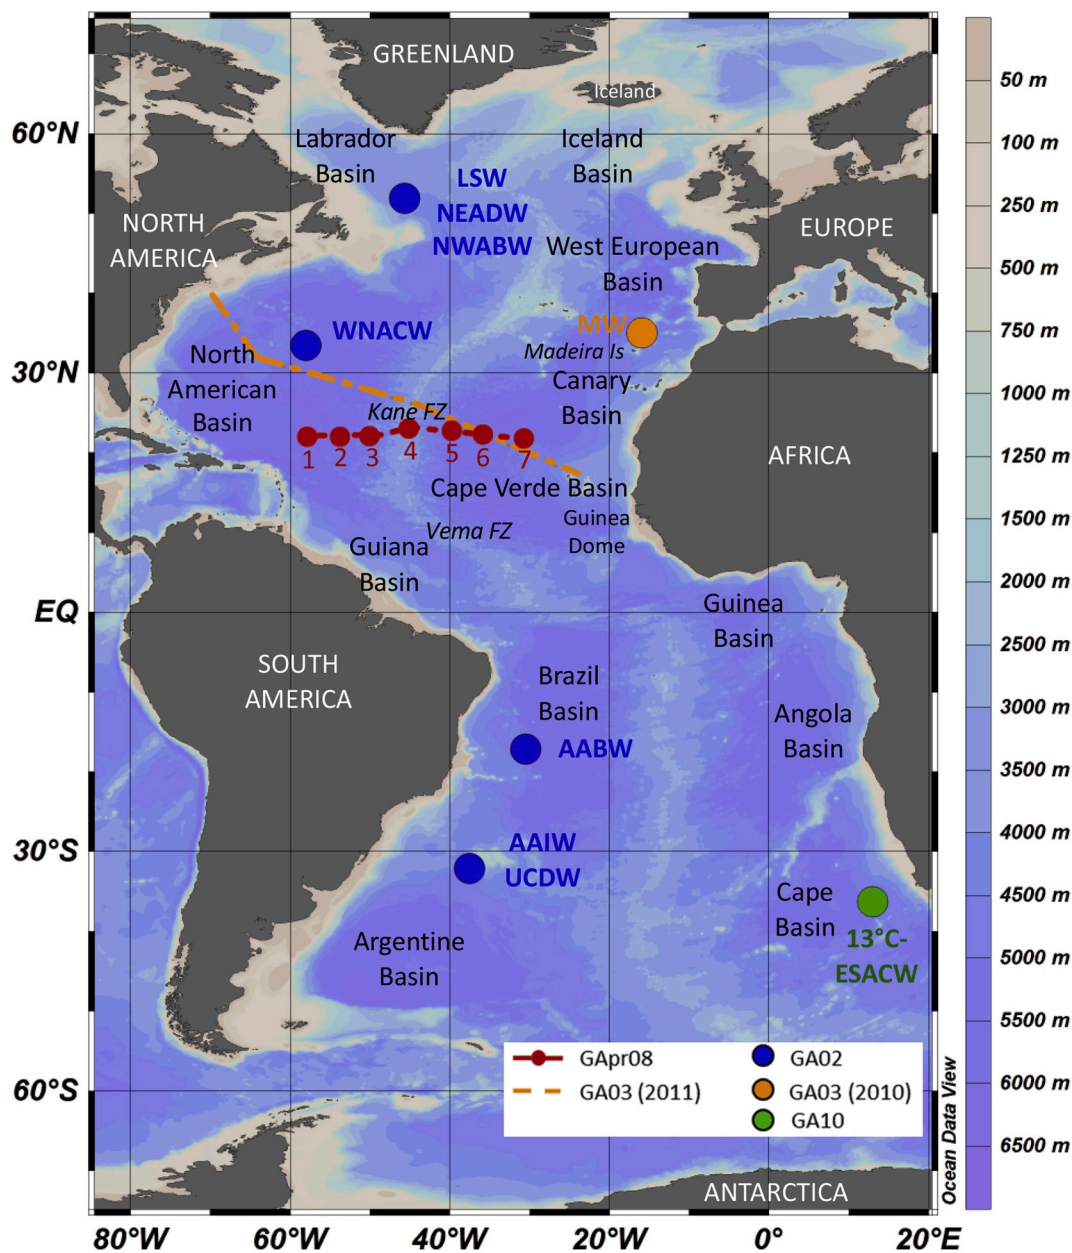 GREENLAND
Iceland
60°N
Labrador
Basin
Iceland
Basin
LSW
NEADW
NWABW
NORTH
AMERICA
EUROPE
West European
Basin
WNACW
MW
Madeira Is
North
American
Basin
30°N
Canary
Basin
Kane FZ
1
2
3
4
5
6
7
AFRICA
Cape Verde Basin
Vema FZ
Guinea
Dome
Guiana
Basin
EQ
Guinea
Basin
SOUTH
AMERICA
Brazil
Basin
Angola
Basin
AABW
30°S
AAIW
UCDW
Cape
Basin
13°C-
ESACW
Argentine
Basin
GApr08
GA03 (2011)
GA02
GA03 (2010)
GA10
60°S
ANTARCTICA
Ocean Data View
80°W
60°W
40°W
20°W
0°
20°E
50 m
100 m
250 m
500 m
750 m
1000 m
1250 m
1500 m
2000 m
2500 m
3000 m
3500 m
4000 m
4500 m
5000 m
5500 m
6000 m
6500 m